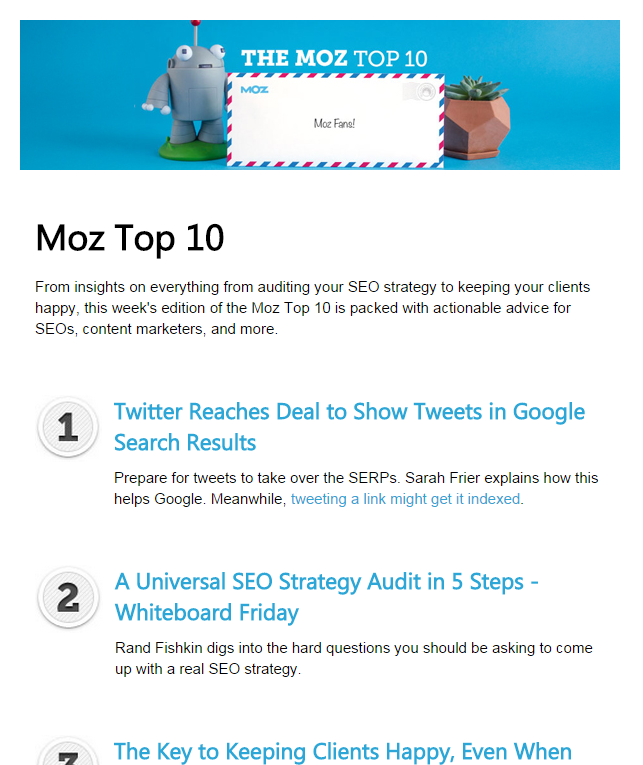 THE MOZ TOP 10
MOZ
Moz Fans!
Moz Top 10
From insights on everything from auditing your SEO strategy to keeping your clients
happy, this week's edition of the Moz Top 10 is packed with actionable advice for
SEOs, content marketers, and more.
1
Twitter Reaches Deal to Show Tweets in Google
Search Results
Prepare for tweets to take over the SERPs. Sarah Frier explains how this
helps Google. Meanwhile, tweeting a link might get it indexed.
2
A Universal SEO Strategy Audit in 5 Steps -
Whiteboard Friday
Rand Fishkin digs into the hard questions you should be asking to come
up with a real SEO strategy.
3
The Key to Keeping Clients Happy, Even When